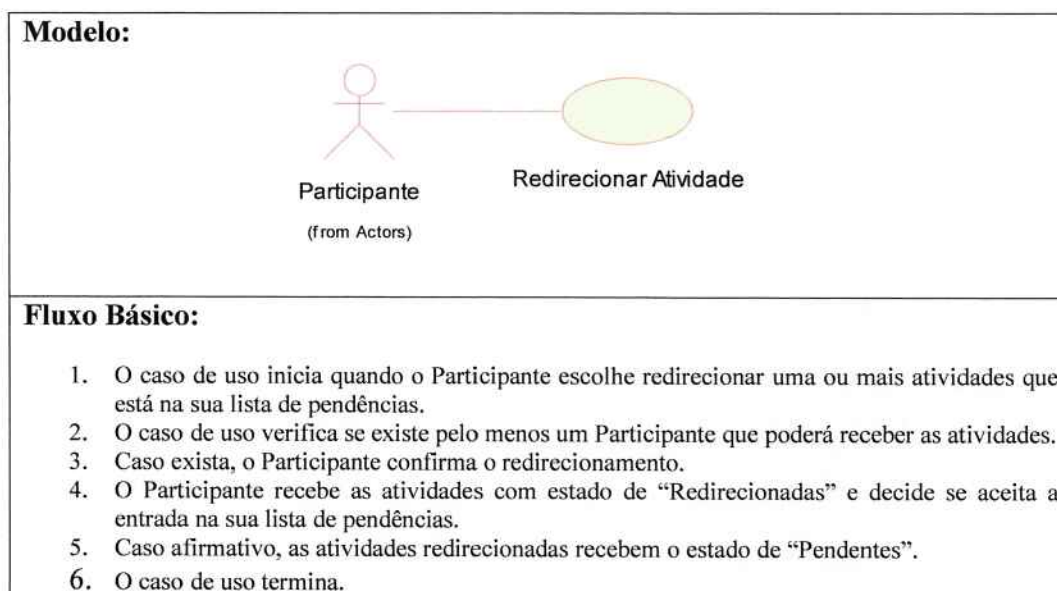 Modelo:
Participante
Redirecionar Atividade
(from Actors)
Fluxo Básico:
1. O caso de uso inicia quando o Participante escolhe redirecionar uma ou mais atividades que
está na sua lista de pendências.
2. O caso de uso verifica se existe pelo menos um Participante que poderá receber as atividades.
3. Caso exista, o Participante confirma o redirecionamento.
4. O Participante recebe as atividades com estado de “Redirecionadas” e decide se aceita a
entrada na sua lista de pendências.
5. Caso afirmativo, as atividades redirecionadas recebem o estado de “Pendentes”.
6. O caso de uso termina.